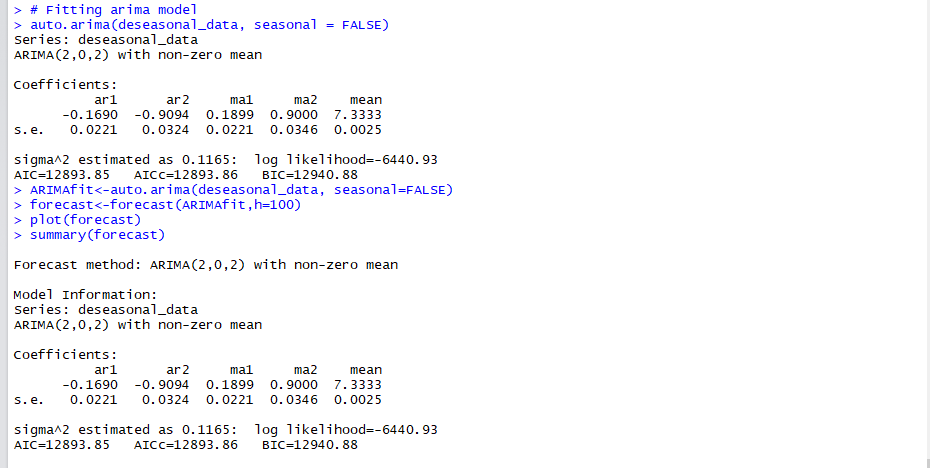 > # Fitting arima model
> auto.arima(deseasonal_data, seasonal = FALSE)
Series: deseasonal_data
ARIMA(2,0,2) with non-zero mean
Coefficients:
ar1 ar2 ma1 ma2 mean
-0.1690 -0.9094 0.1899 0.9000 7.3333
s.e. 0.0221 0.0324 0.0221 0.0346 0.0025
sigma^2 estimated as 0.1165: log likelihood=-6440.93
AIC=12893.85 AICc=12893.86 BIC=12940.88
> ARIMAfit<-auto.arima(deseasonal_data, seasonal=FALSE)
> forecast<-forecast(ARIMAfit,h=100)
> plot(forecast)
> summary(forecast)
Forecast method: ARIMA(2,0,2) with non-zero mean
Model Information:
Series: deseasonal_data
ARIMA(2,0,2) with non-zero mean
Coefficients:
ar1 ar2 ma1 ma2 mean
-0.1690 -0.9094 0.1899 0.9000 7.3333
s.e. 0.0221 0.0324 0.0221 0.0346 0.0025
sigma^2 estimated as 0.1165: log likelihood=-6440.93
AIC=12893.85 AICc=12893.86 BIC=12940.88